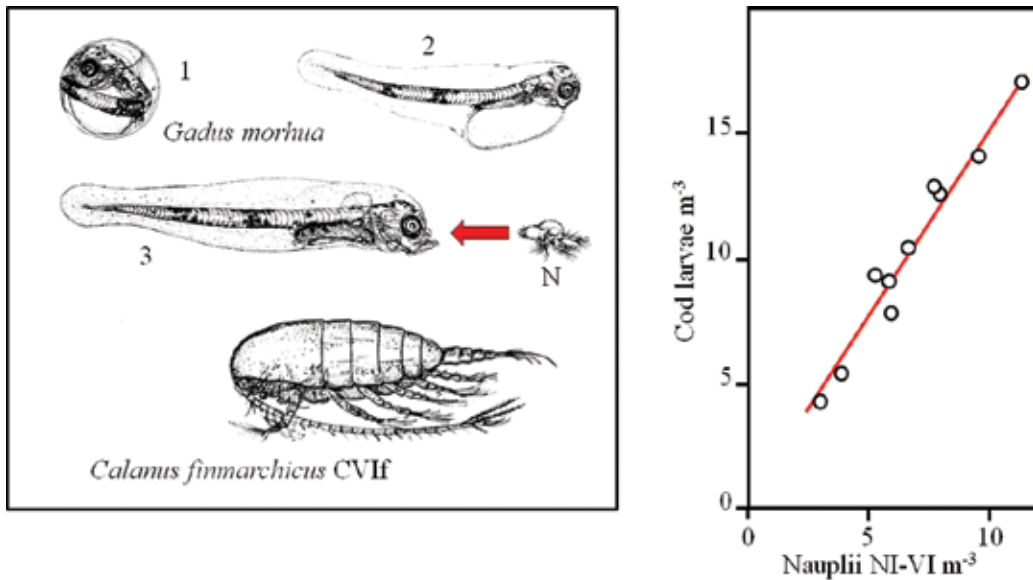 1
2
Gadus morhua
3
N
Calanus finmarchicus CVIf
Cod larvae m⁻³
15
10
5
0
0 5 10
Nauplii NI-VI m⁻³